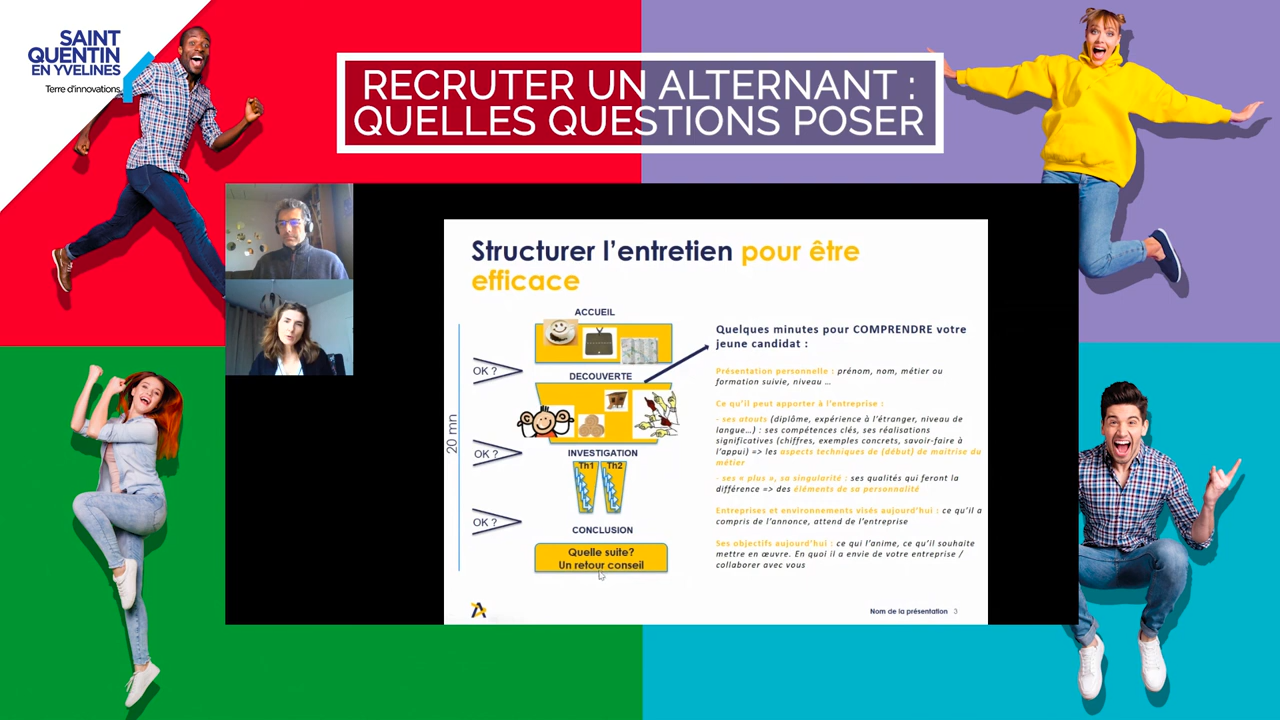 SAINT
QUENTIN
EN YVELINES
Terre d'innovations
RECRUTER UN ALTERNANT :
QUELLES QUESTIONS POSER
Structurer l'entretien pour être
efficace
20 mn
ACCUEIL
OK ?
DECOUVERTE
OK ?
INVESTIGATION
Th1 Th2
OK ?
CONCLUSION
Quelle suite?
Un retour conseil
Quelques minutes pour COMPRENDRE votre
jeune candidat :
Présentation personnelle : prénom, nom, métier ou
formation suivie, niveau ...
Ce qu'il peut apporter à l'entreprise :
- ses atouts (diplôme, expérience à l'étranger, niveau de
langue...) : ses compétences clés, ses réalisations
significatives (chiffres, exemples concrets, savoir-faire à
l'appui) => les aspects techniques de (début) de maitrise du
métier
- ses « plus », sa singularité : ses qualités qui feront la
différence => des éléments de sa personnalité
Entreprises et environnements visés aujourd'hui : ce qu'il a
compris de l'annonce, attend de l'entreprise
Ses objectifs aujourd'hui : ce qui l'anime, ce qu'il souhaite
mettre en œuvre. En quoi il a envie de votre entreprise /
collaborer avec vous
Nom de la présentation 3